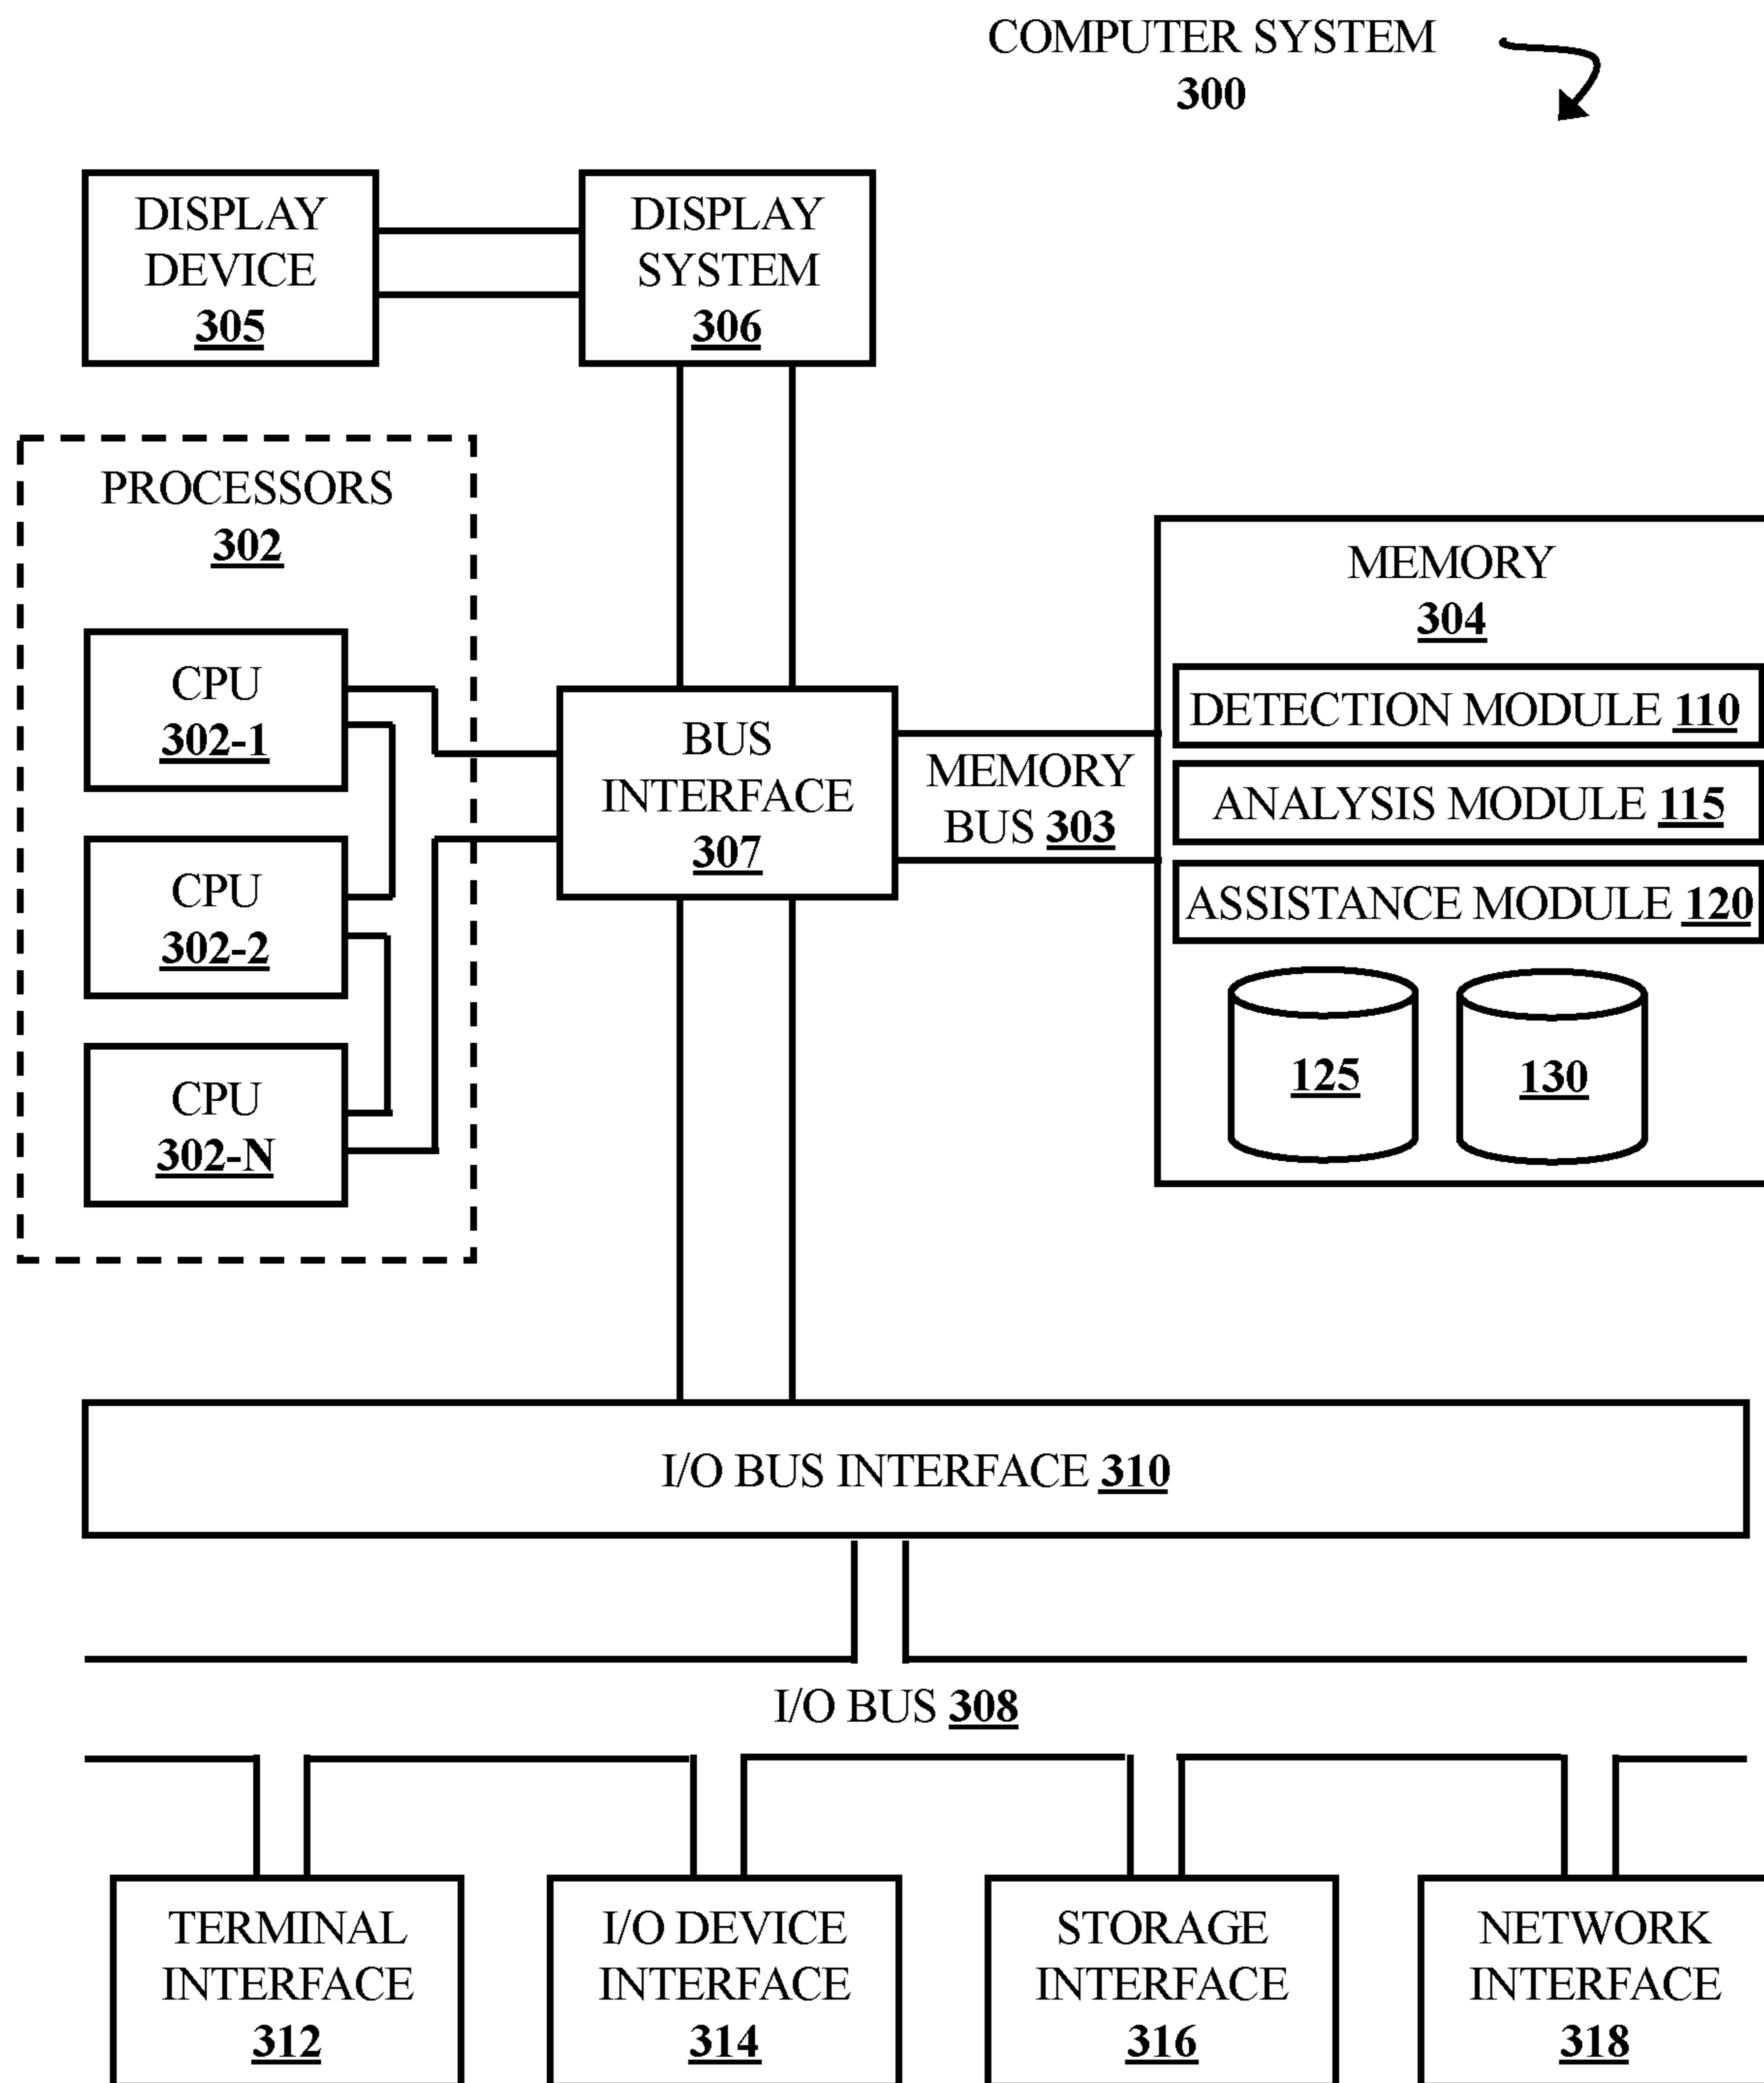 COMPUTER SYSTEM
300
DISPLAY
DEVICE
305
DISPLAY
SYSTEM
306
PROCESSORS
302
CPU
302-1
CPU
302-2
CPU
302-N
BUS
INTERFACE
307
MEMORY
BUS 303
MEMORY
304
DETECTION MODULE 110
ANALYSIS MODULE 115
ASSISTANCE MODULE 120
125
130
I/O BUS INTERFACE 310
I/O BUS 308
TERMINAL
INTERFACE
312
I/O DEVICE
INTERFACE
314
STORAGE
INTERFACE
316
NETWORK
INTERFACE
318